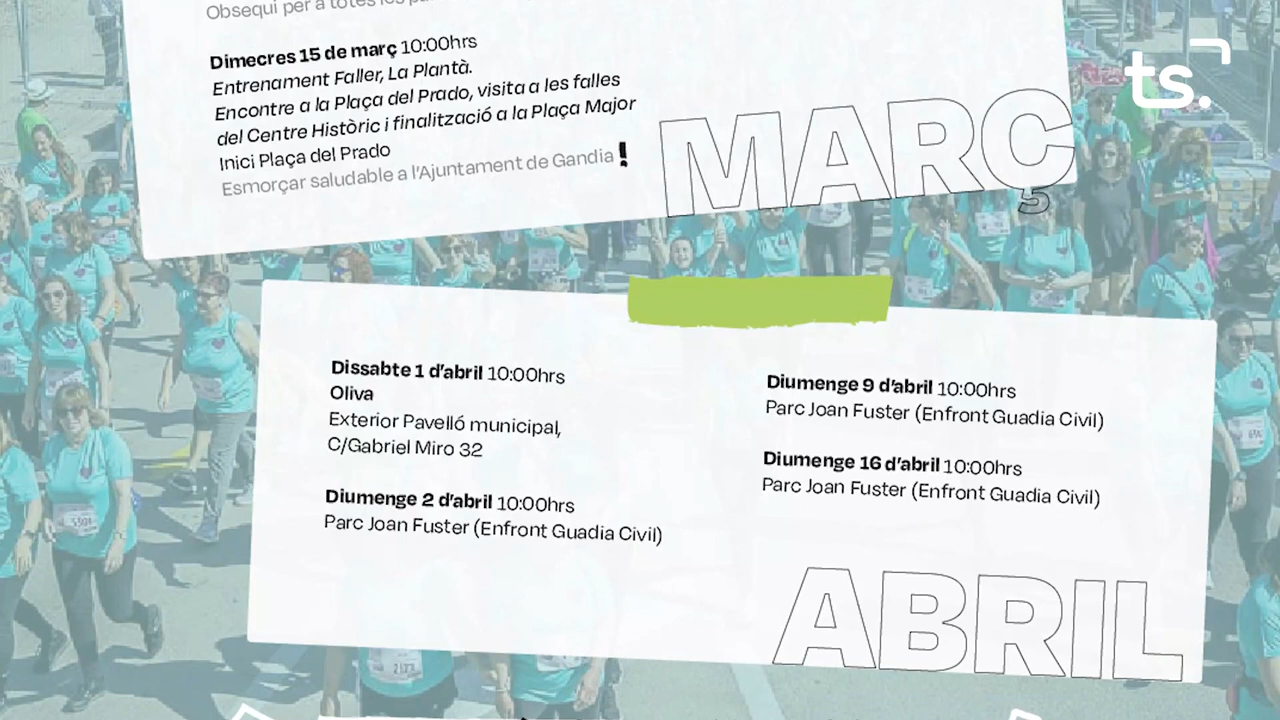 Obsequi per a totes les
Dimecres 15 de març 10:00hrs
Entrenament Faller, La Plantà.
Encontre a la Plaça del Prado, visita a les falles
del Centre Històric i finalització a la Plaça Major
Inici Plaça del Prado
Esmorçar saludable a l'Ajuntament de Gandia !
MARÇ
ts.
Dissabte 1 d'abril 10:00hrs
Oliva
Exterior Pavelló municipal,
C/Gabriel Miro 32
Diumenge 2 d'abril 10:00hrs
Parc Joan Fuster (Enfront Guadia Civil)
Diumenge 9 d'abril 10:00hrs
Parc Joan Fuster (Enfront Guadia Civil)
Diumenge 16 d'abril 10:00hrs
Parc Joan Fuster (Enfront Guadia Civil)
ABRIL